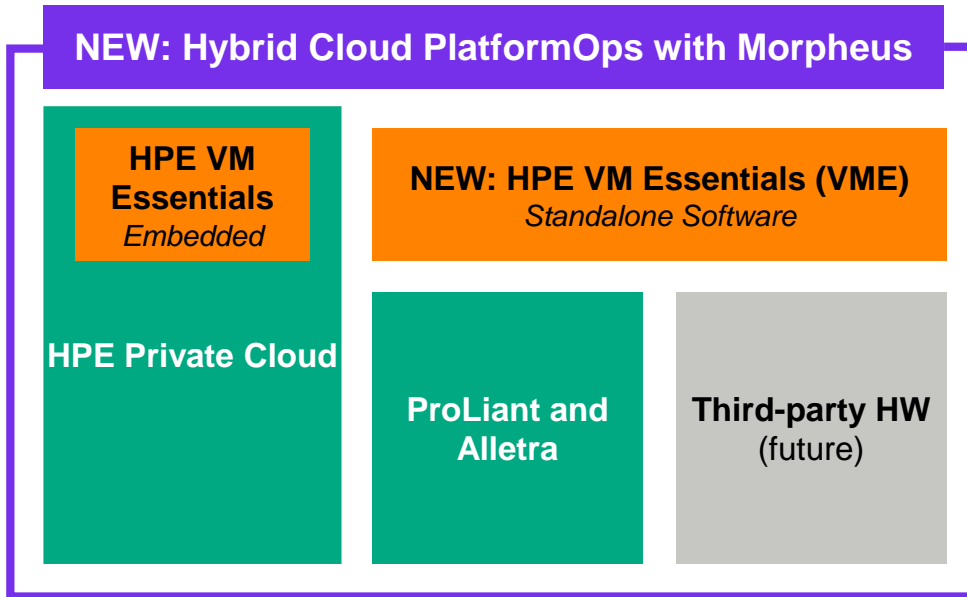 NEW: Hybrid Cloud PlatformOps with Morpheus
HPE VM
Essentials
Embedded
NEW: HPE VM Essentials (VME)
Standalone Software
HPE Private Cloud
ProLiant and
Alletra
Third-party HW
(future)